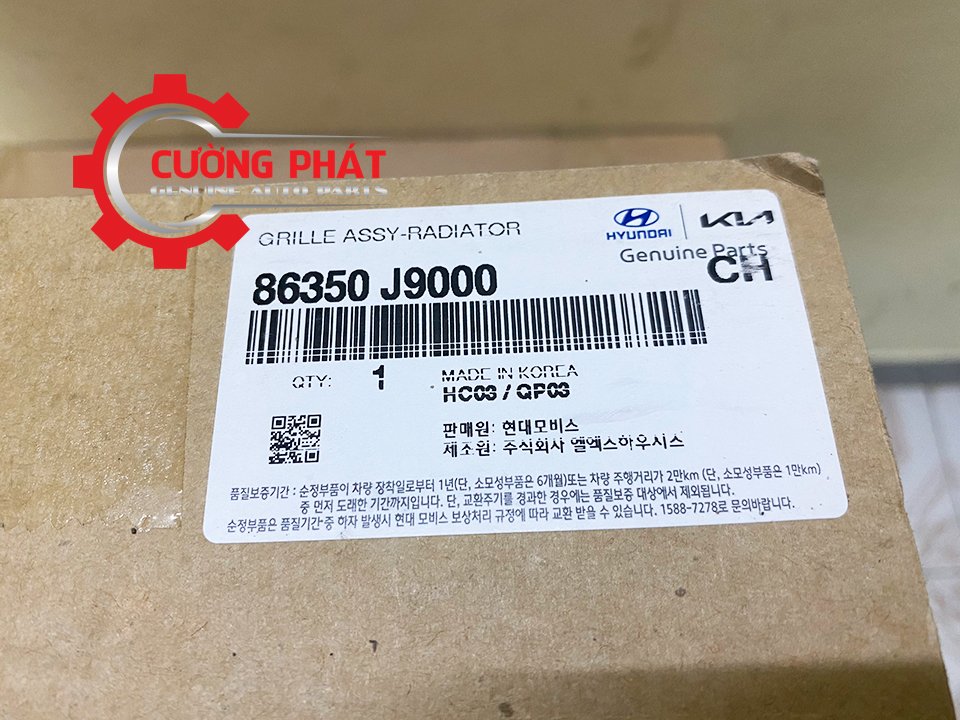 CƯỜNG PHÁT
GENUINE AUTO PARTS
GRILLE ASSY-RADIATOR
HYUNDAI
KIA
Genuine Parts
CH
86350 J9000
QTY: 1
MADE IN KOREA
HC03 / QP03
판매원: 현대모비스
제조원: 주식회사 엘엑스하우시스
품질보증기간 : 순정부품이 차량 장착일로부터 1년(단, 소모성부품은 6개월)또는 차량 주행거리가 2만km (단, 소모성부품은 1만km)
중 먼저 도래한 기간까지입니다. 단, 교환주기를 경과한 경우에는 품질보증 대상에서 제외됩니다.
순정부품은 품질기간 중 하자 발생시 현대 모비스 보상처리 규정에 따라 교환 받을 수 있습니다. 1588-7278로 문의바랍니다.